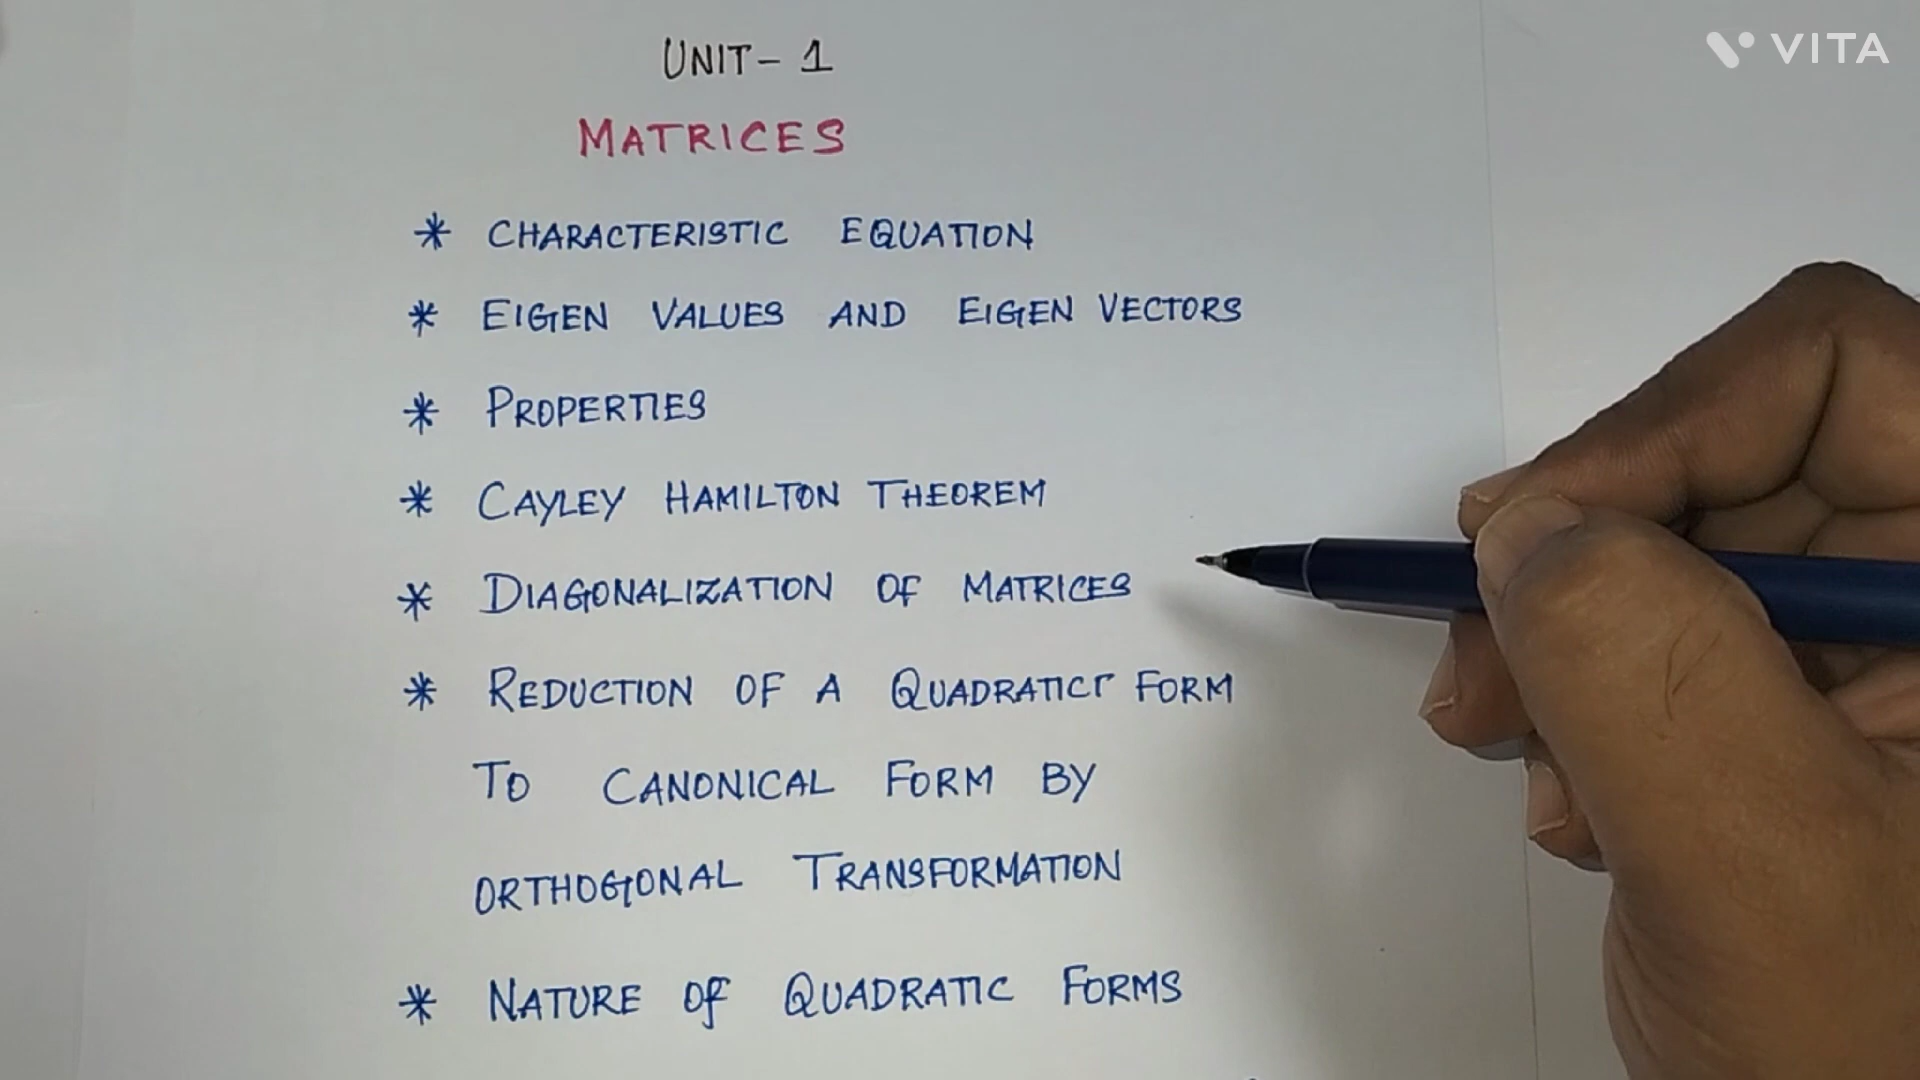 UNIT - 1
VITA
MATRICES
* CHARACTERISTIC EQUATION
* EIGEN VALUES AND EIGEN VECTORS
* PROPERTIES
* CAYLEY HAMILTON THEOREM
* DIAGONALIZATION OF MATRICES
* REDUCTION OF A QUADRATICr FORM
TO CANONICAL FORM BY
ORTHOGONAL TRANSFORMATION
* NATURE OF QUADRATIC FORMS